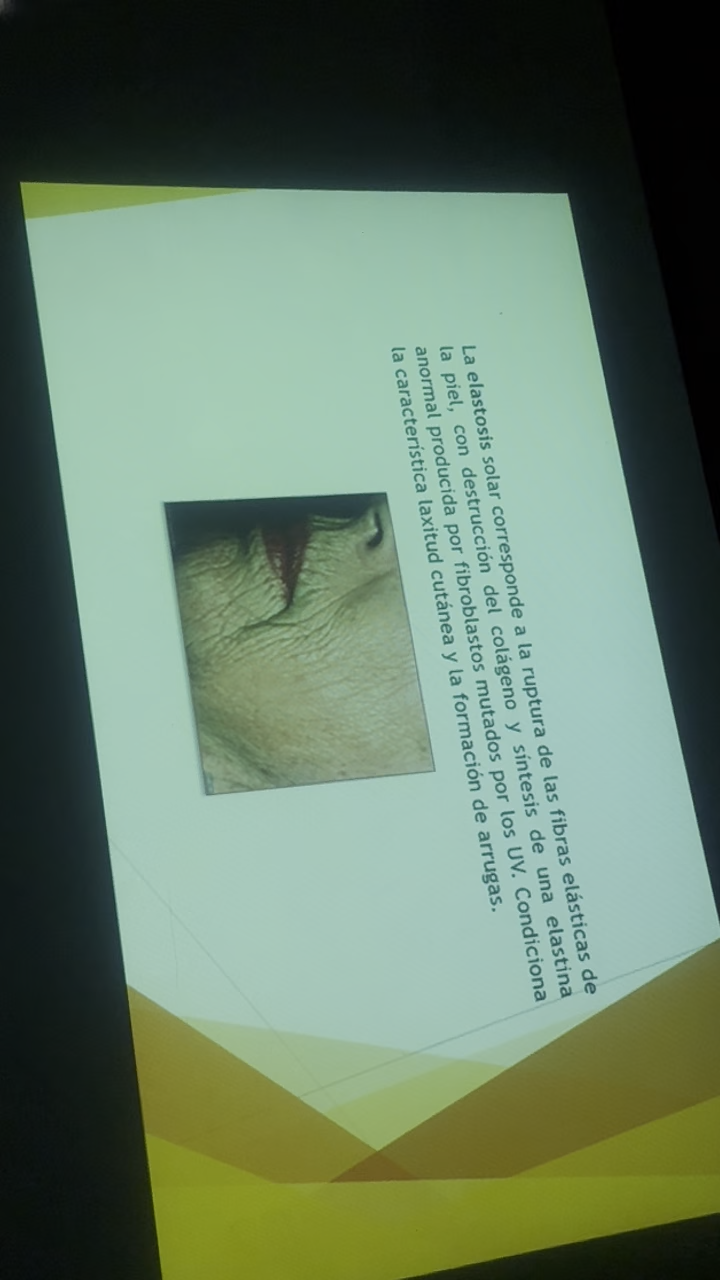 La elastosis solar corresponde a la ruptura de las fibras elásticas de
la piel, con destrucción del colágeno y síntesis de una elastina
anormal producida por fibroblastos mutados por los UV. Condiciona
la característica laxitud cutánea y la formación de arrugas.